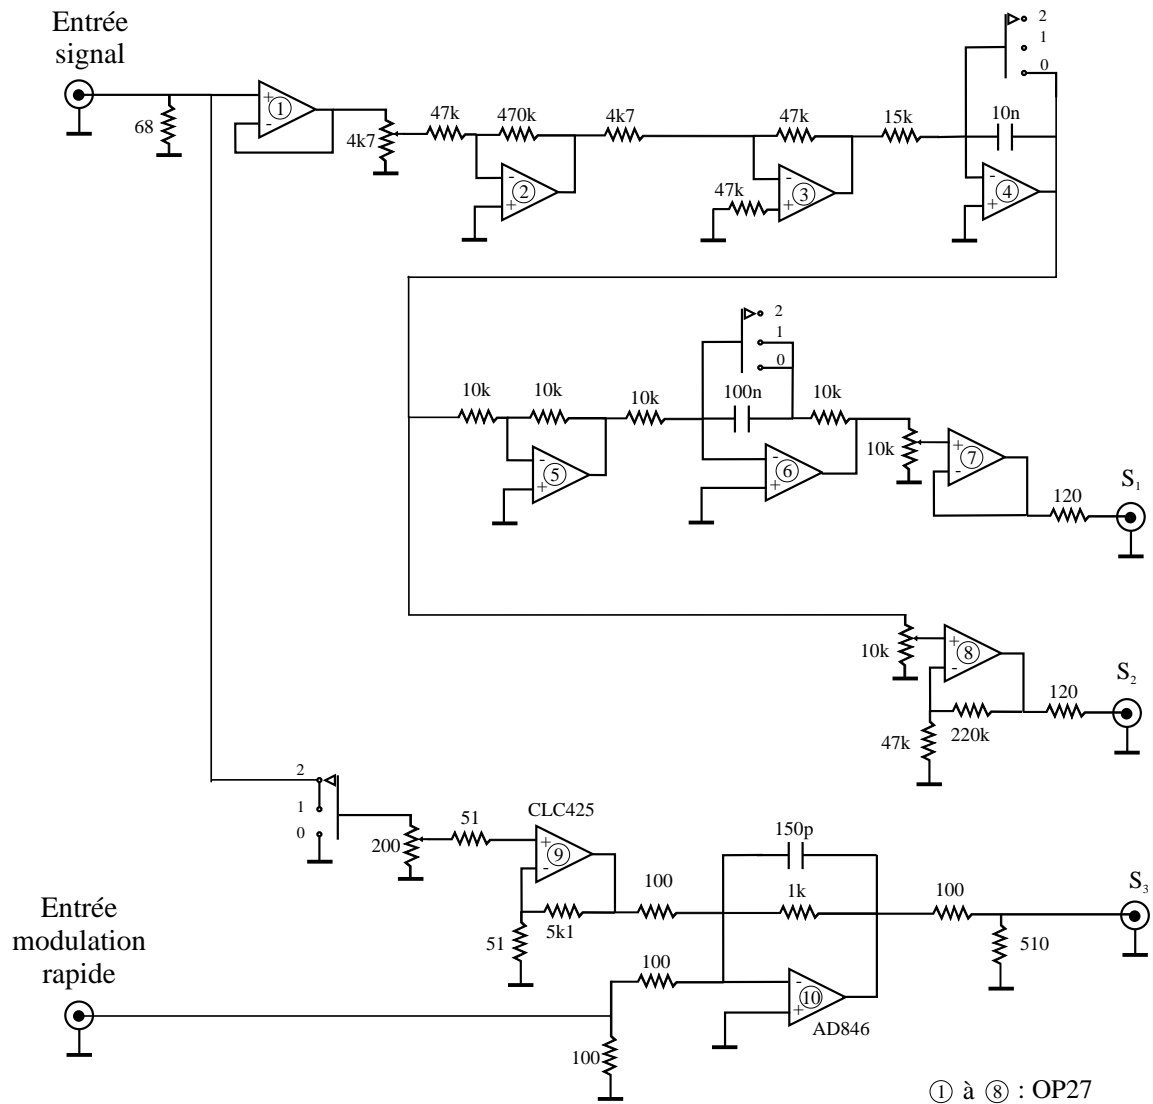 Entrée
signal
68
+
-
1
4k7
47k
470k
-
+
2
4k7
47k
47k
-
+
3
15k
2
1
0
10n
-
+
4
10k
10k
-
+
5
10k
2
1
0
100n
10k
-
+
6
10k
+
-
7
120
S1
10k
+
-
8
47k
220k
120
S2
2
1
0
200
51
CLC425
+
-
9
51
5k1
100
150p
1k
100
S3
510
Entrée
modulation
rapide
100
100
-
+
10
AD846
1 à 8 : OP27